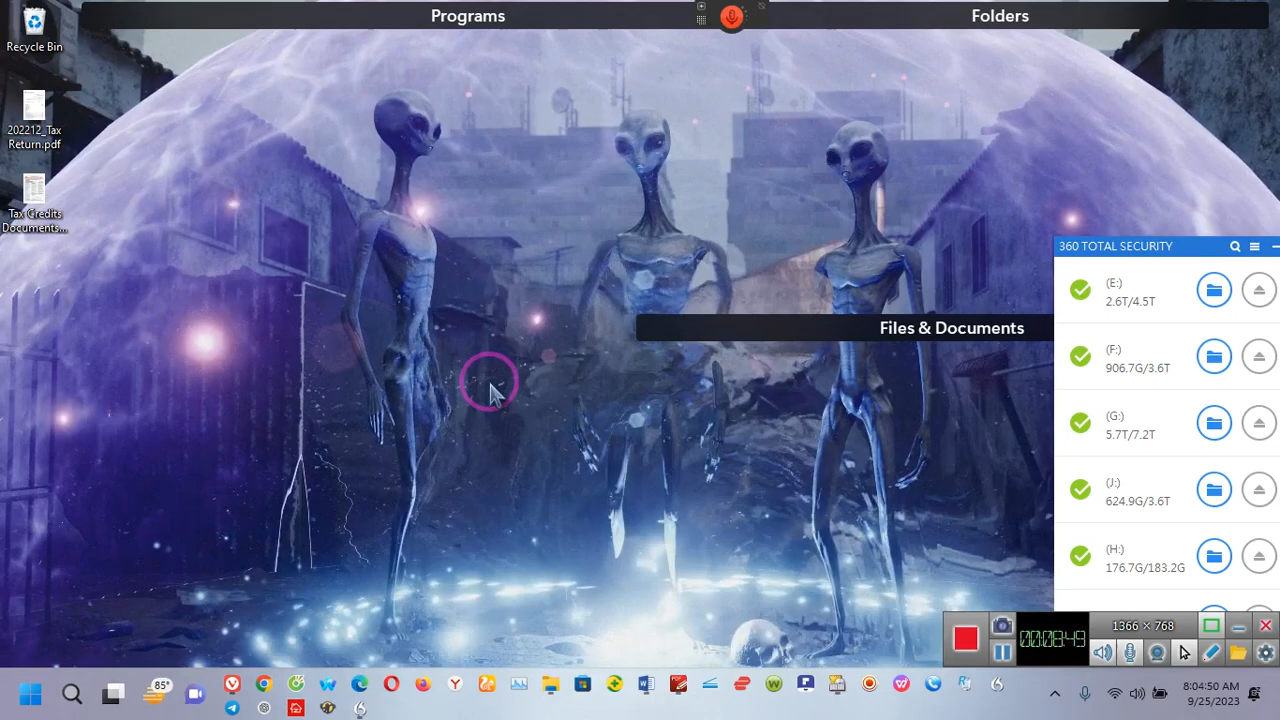 Programs
Folders
Recycle Bin
202212_Tax
Return.pdf
Tax Credits
Documents...
360 TOTAL SECURITY
(E:)
2.6T/4.5T
Files & Documents
(F:)
906.7G/3.6T
(G:)
5.7T/7.2T
(J:)
624.9G/3.6T
(H:)
176.7G/183.2G
00:08:49
1366 × 768
85°
8:04:50 AM
9/25/2023